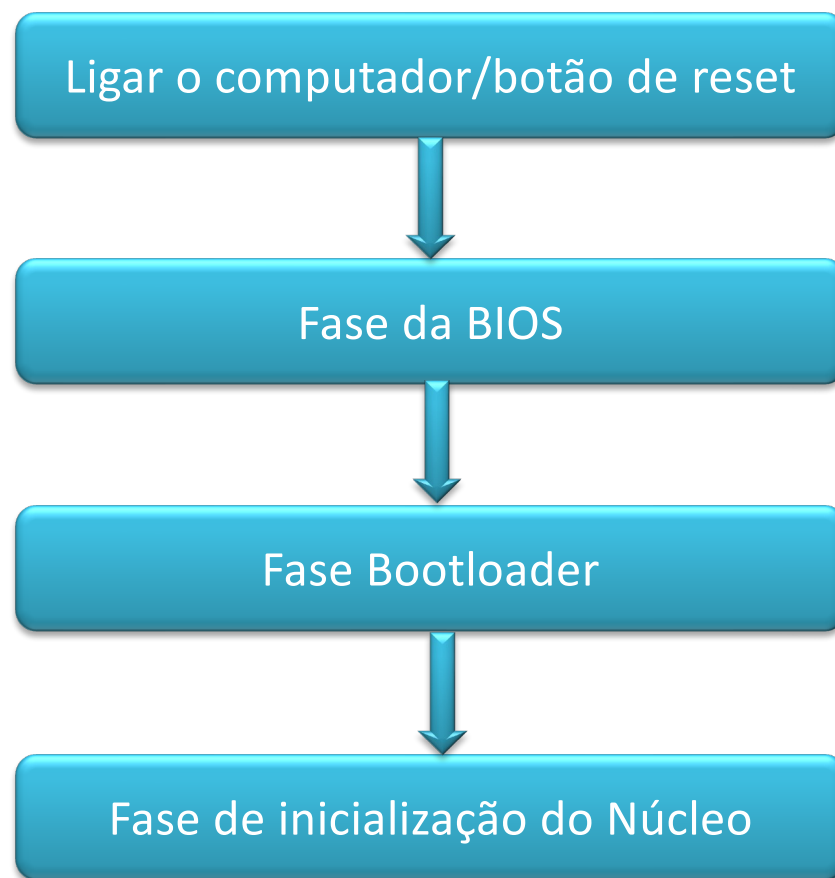 Ligar o computador/botão de reset
Fase da BIOS
Fase Bootloader
Fase de inicialização do Núcleo